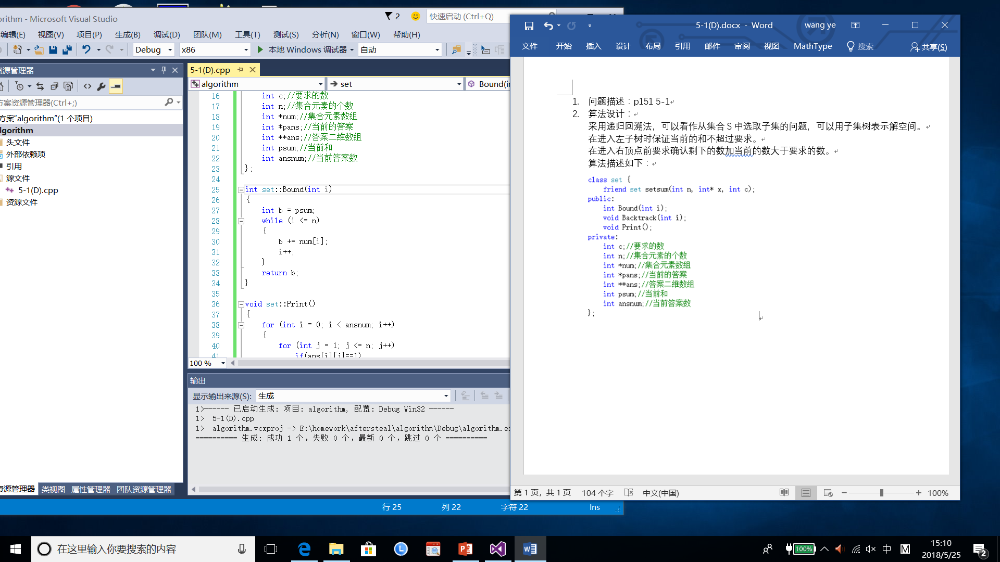 orithm - Microsoft Visual Studio
2
快速启动 (Ctrl+Q)
编辑(E) 视图(V) 项目(P) 生成(B) 调试(D) 团队(M) 工具(T) 测试(S) 分析(N) 窗口(W) 帮助(H)
Debug x86 本地 Windows 调试器 自动
资源管理器
方案资源管理器(Ctrl+;)
方案"algorithm"(1 个项目)
lgorithm
头文件
外部依赖项
引用
源文件
5-1(D).cpp
资源文件
资源管理器 类视图 属性管理器 团队资源管理器
5-1(D).cpp
algorithm set Bound(in
16 int c;//要求的数
17 int n;//集合元素的个数
18 int *num;//集合元素数组
19 int *pans;//当前的答案
20 int **ans;//答案二维数组
21 int psum;//当前和
22 int ansnum;//当前答案数
23 };
24
25 int set::Bound(int i)
26 {
27 int b = psum;
28 while (i <= n)
29 {
30 b += num[i];
31 i++;
32 }
33 return b;
34 }
35
36 void set::Print()
37 {
38 for (int i = 0; i < ansnum; i++)
39 {
40 for (int j = 1; j <= n; j++)
41 if(ans[i][j]==1)
100 %
输出
显示输出来源(S): 生成
1>------ 已启动生成: 项目: algorithm, 配置: Debug Win32 ------
1> 5-1(D).cpp
1> algorithm.vcxproj -> E:\homework\aftersteal\algorithm\Debug\algorithm.ex
========== 生成: 成功 1 个，失败 0 个，最新 0 个，跳过 0 个 ==========
行 25 列 22 字符 22 Ins
5-1(D).docx - Word wang ye
文件 开始 插入 设计 布局 引用 邮件 审阅 视图 MathType 搜索 共享(S)
1. 问题描述：p151 5-1
2. 算法设计：
采用递归回溯法，可以看作从集合 S 中选取子集的问题，可以用子集树表示解空间。
在进入左子树时保证当前的和不超过要求。
在进入右顶点前要求确认剩下的数加当前的数大于要求的数。
算法描述如下：
class set {
friend set setsum(int n, int* x, int c);
public:
int Bound(int i);
void Backtrack(int i);
void Print();
private:
int c;//要求的数
int n;//集合元素的个数
int *num;//集合元素数组
int *pans;//当前的答案
int **ans;//答案二维数组
int psum;//当前和
int ansnum;//当前答案数
};
第 1 页，共 1 页 104 个字 中文(中国) 100%
在这里输入你要搜索的内容
100% 中 M
15:10
2018/5/25
2